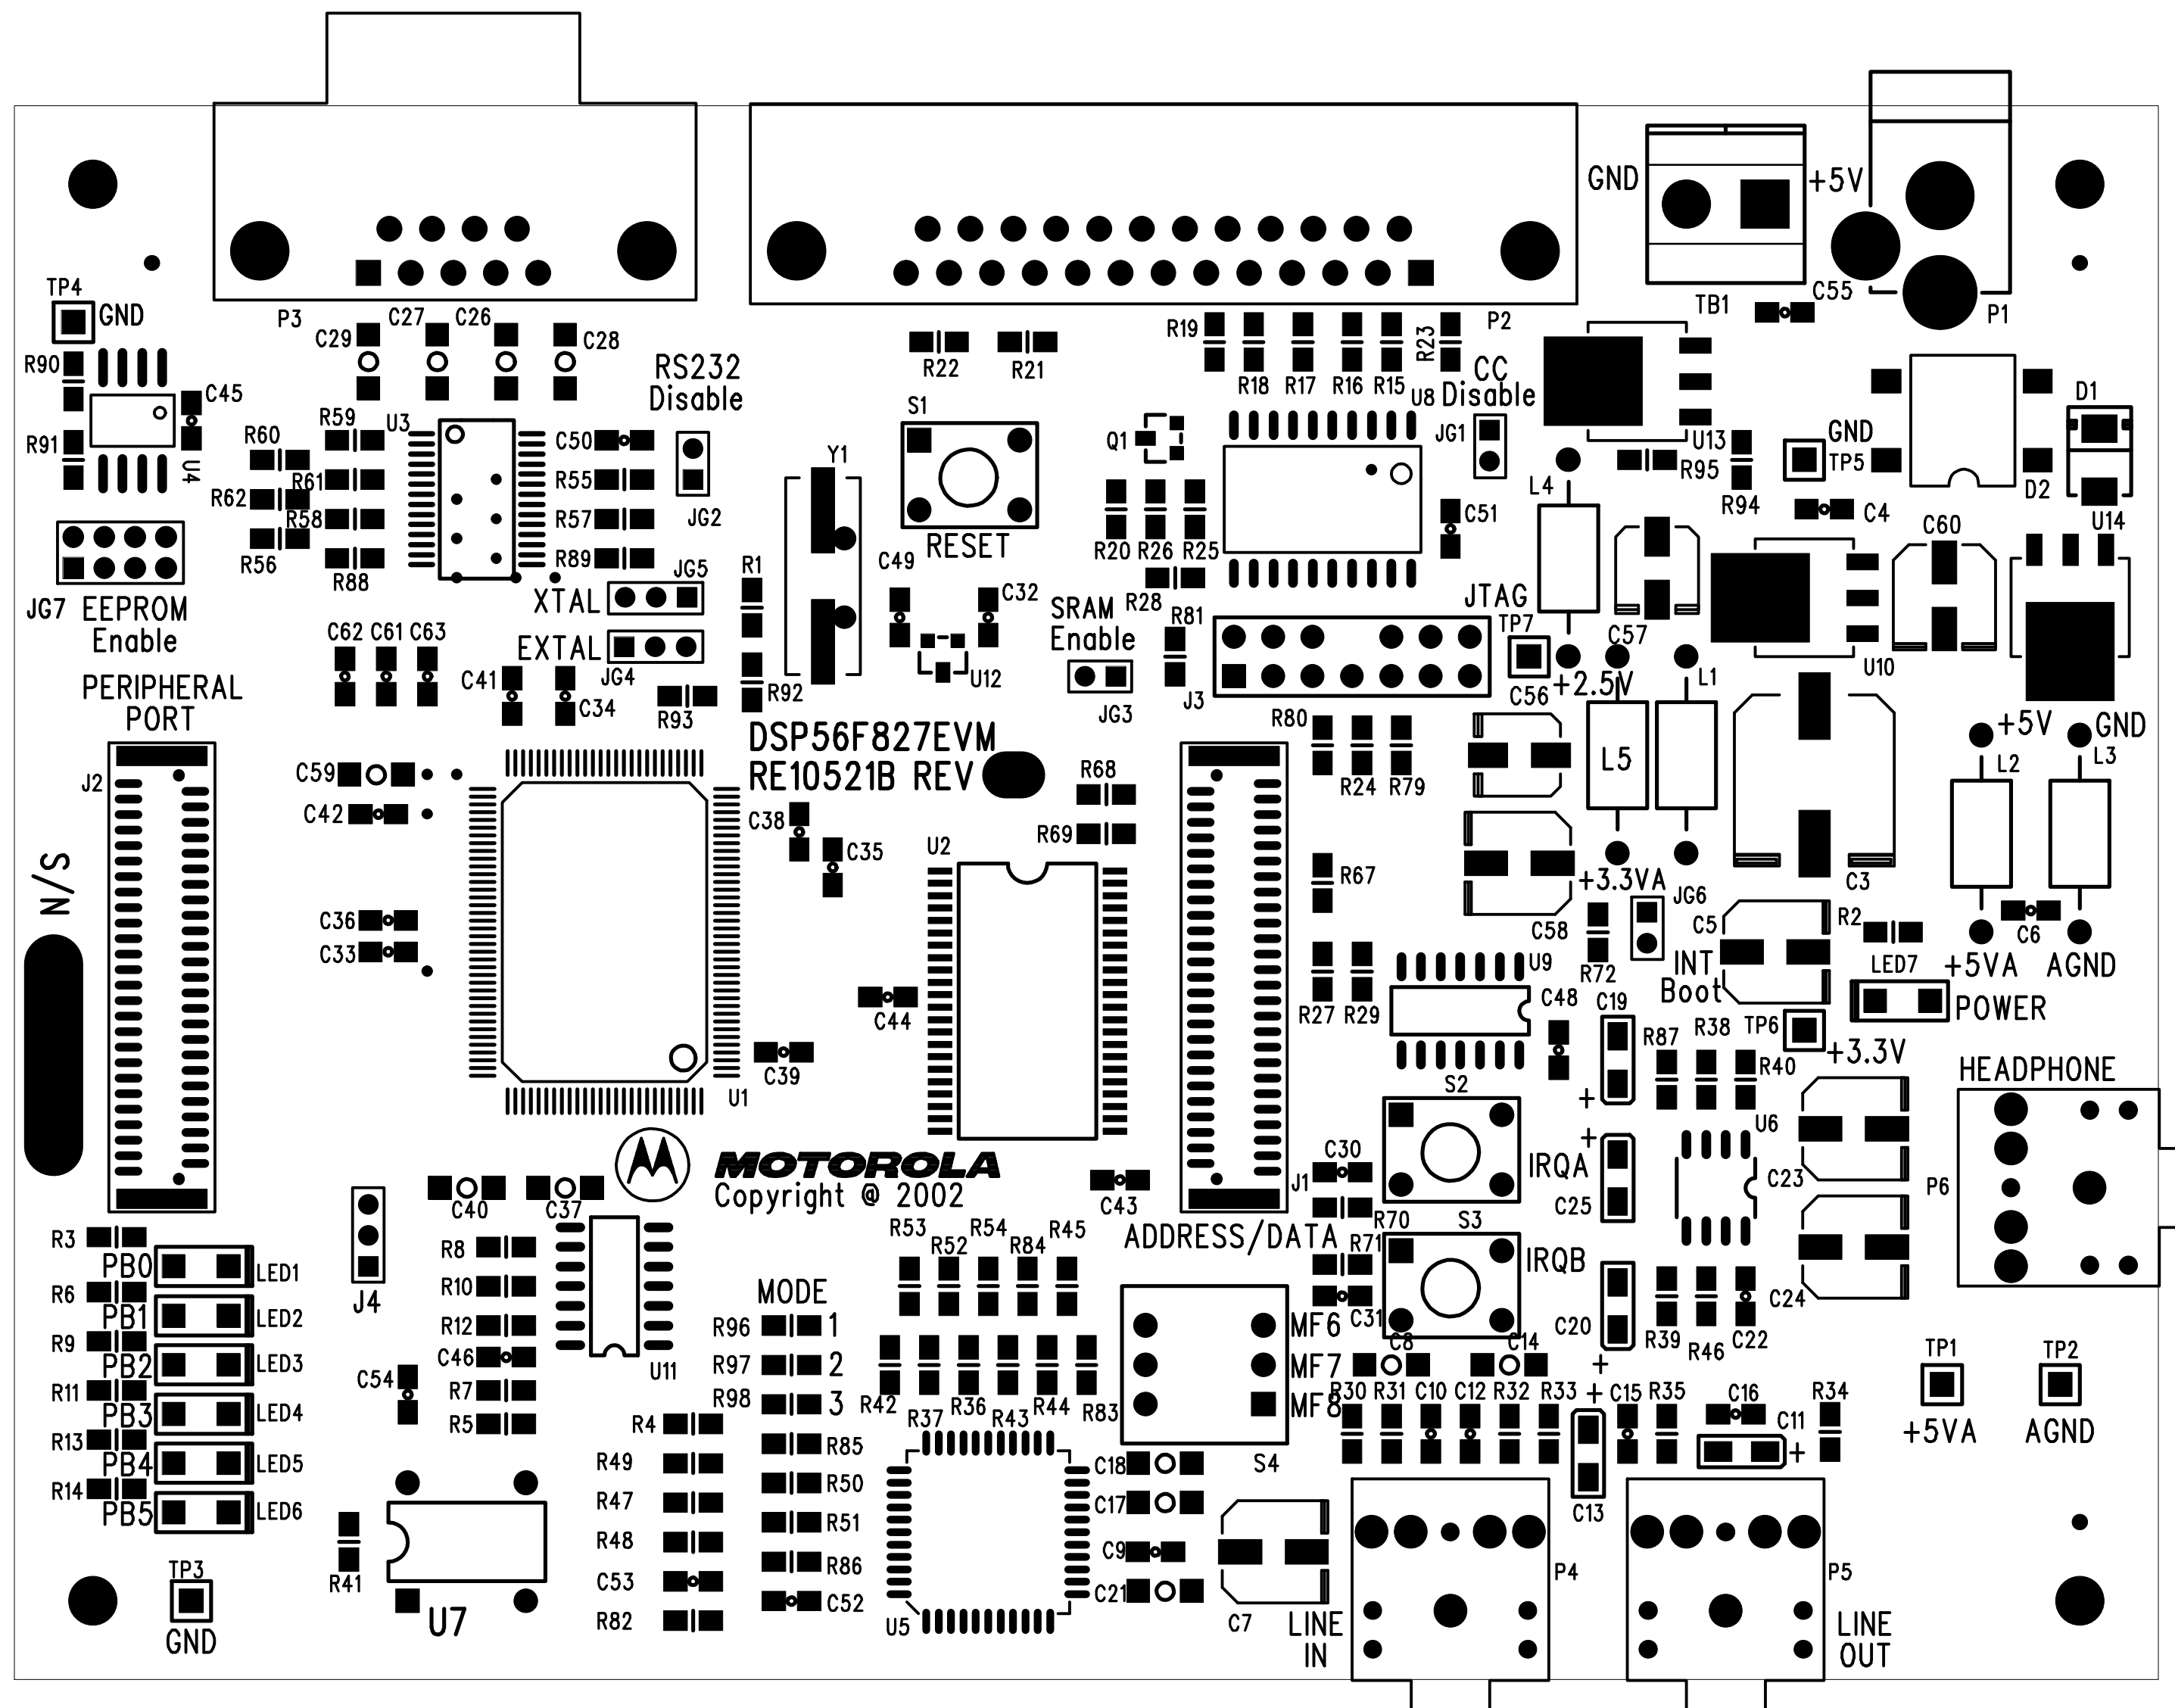 GND
+5V
TP4
GND
P3
C29
C27
C26
C28
R22
R21
R19
R18
R17
R16
R15
R23
P2
TB1
C55
P1
R90
C45
R91
U4
R60
R59
U3
R62
R61
R58
R56
R88
C50
R55
R57
R89
RS232
Disable
JG2
S1
RESET
Y1
Q1
R20
R26
R25
R28
U8
CC
Disable
JG1
C51
L4
U13
R95
R94
GND
TP5
C4
D2
D1
U14
C60
JG7
EEPROM
Enable
XTAL
JG5
EXTAL
JG4
R1
R92
R93
C49
C32
U12
SRAM
Enable
JG3
R81
J3
JTAG
TP7
C57
C56
+2.5V
L1
U10
C62
C61
C63
C41
C34
PERIPHERAL
PORT
J2
C59
C42
DSP56F827EVM
RE10521B REV
C38
C35
R68
R69
U2
R80
R24
R79
L5
+5V
GND
L2
L3
C3
R67
+3.3VA
JG6
C58
R72
C5
R2
C6
INT
Boot
LED7
+5VA
AGND
POWER
N/S
C36
C33
C44
C39
U1
R27
R29
U9
C48
C19
R87
R38
TP6
+3.3V
R40
HEADPHONE
S2
+
+
U6
IRQA
C30
C25
C23
P6
MOTOROLA
Copyright @ 2002
C43
J1
ADDRESS/DATA
R70
S3
R71
IRQB
C31
C20
+
C24
R39
R46
C22
C40
C37
R3
PB0
LED1
R6
PB1
LED2
R9
PB2
LED3
R11
PB3
LED4
R13
PB4
LED5
R14
PB5
LED6
J4
R8
R10
R12
C46
R7
R5
C54
U11
R53
R52
R54
R84
R45
MODE
R96
1
R97
2
R98
3
R42
R37
R36
R43
R44
R83
R4
R85
R49
R50
R47
R51
R48
R86
C53
C52
R82
U5
MF6
MF7
MF8
S4
C8
C14
R30
R31
C10
C12
R32
R33
+
C15
R35
C16
C11
+
R34
C13
TP1
+5VA
TP2
AGND
C18
C17
C9
C21
C7
LINE
IN
P4
P5
LINE
OUT
R41
U7
TP3
GND